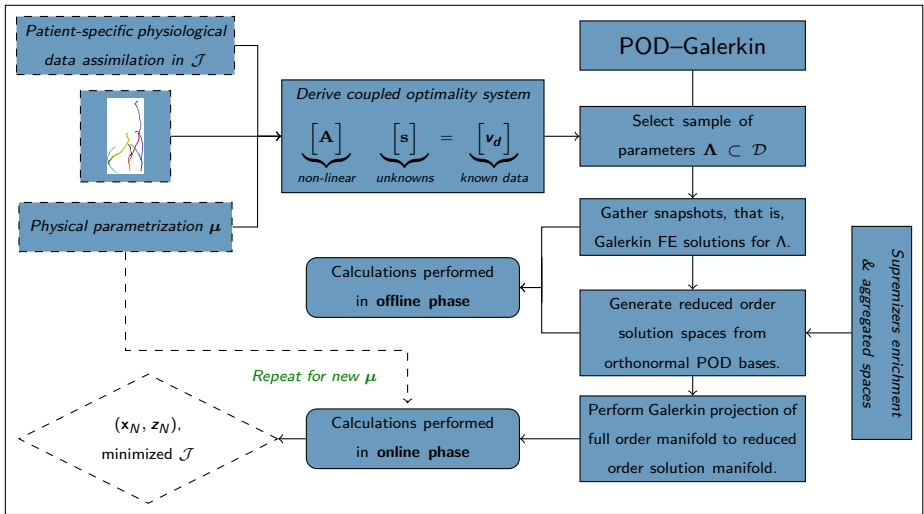 Patient-specific physiological
data assimilation in 𝒥
Physical parametrization μ
Derive coupled optimality system
[A] [s] = [v_d]
non-linear unknowns known data
POD–Galerkin
Select sample of
parameters Λ ⊂ 𝒟
Gather snapshots, that is,
Galerkin FE solutions for Λ.
Generate reduced order
solution spaces from
orthonormal POD bases.
Perform Galerkin projection of
full order manifold to reduced
order solution manifold.
Supremizers enrichment
& aggregated spaces
Calculations performed
in offline phase
Repeat for new μ
Calculations performed
in online phase
(x_N, z_N),
minimized 𝒥